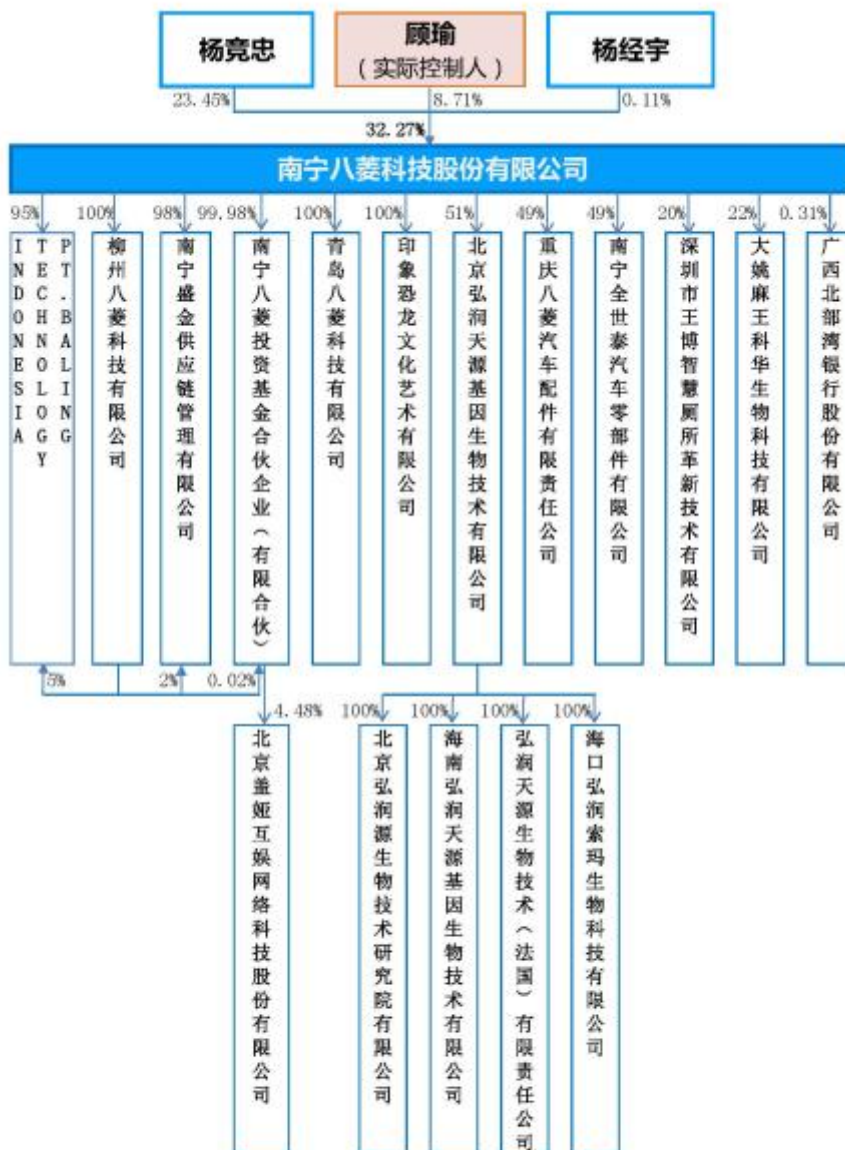 杨竞忠
顾瑜
（实际控制人）
杨经宇
23.45%
8.71%
0.11%
32.27%
南宁八菱科技股份有限公司
95%
100%
98%
99.98%
100%
100%
51%
49%
49%
20%
22%
0.31%
PT.BALING
TECHNOLOGY
INDONESIA
柳州八菱科技有限公司
南宁盛金供应链管理有限公司
南宁八菱投资基金合伙企业（有限合伙）
青岛八菱科技有限公司
印象恐龙文化艺术有限公司
北京弘润天源基因生物技术有限公司
重庆八菱汽车配件有限责任公司
南宁全世泰汽车零部件有限公司
深圳市王博智慧厕所革新技术有限公司
大姚麻王科华生物科技有限公司
广西北部湾银行股份有限公司
5%
2%
0.02%
4.48%
100%
100%
100%
100%
北京盖娅互娱网络科技股份有限公司
北京弘润源生物技术研究院有限公司
海南弘润天源基因生物技术有限公司
弘润天源生物技术（法国）有限责任公司
海口弘润索玛生物科技有限公司